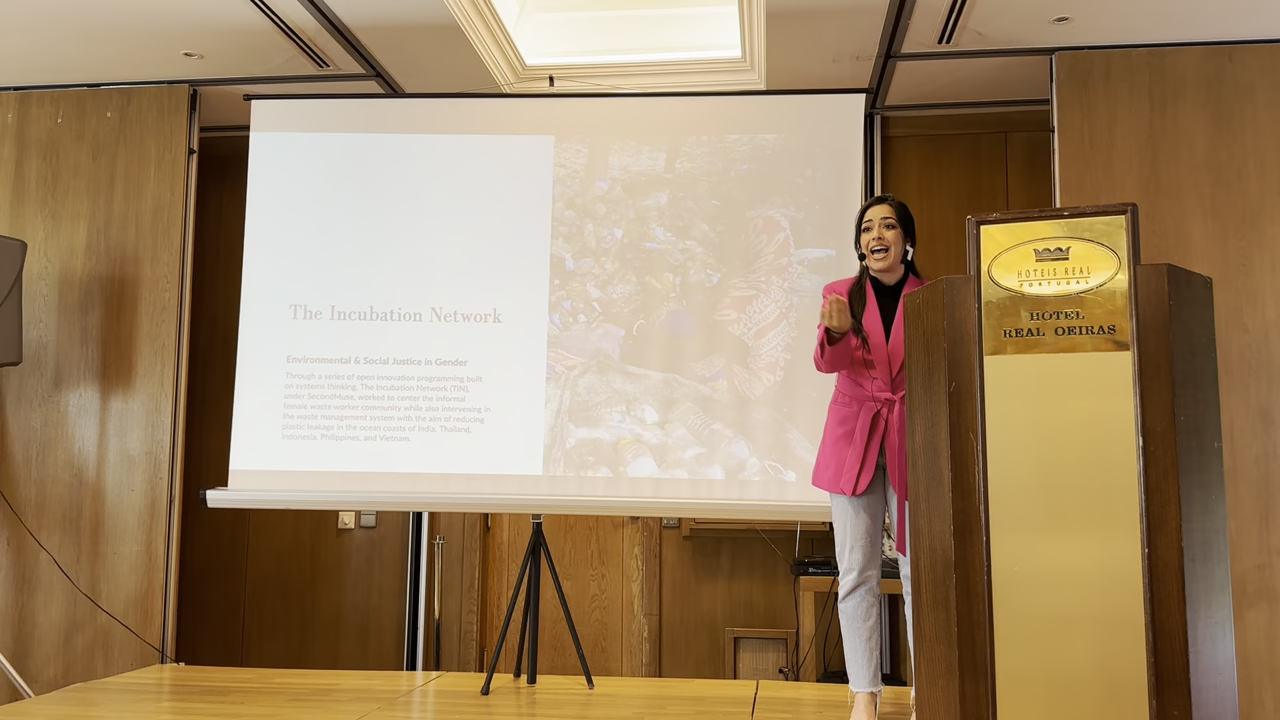 The Incubation Network
Environmental & Social Justice in Gender
Through a series of open innovation programming built
on systems thinking, The Incubation Network (TIN),
under SecondMuse, worked to center the informal
female waste worker community while also intervening in
the waste management system with the aim of reducing
plastic leakage in the ocean coasts of India, Thailand,
Indonesia, Philippines, and Vietnam.
HOTEIS REAL
PORTUGAL
HOTEL
REAL OEIRAS